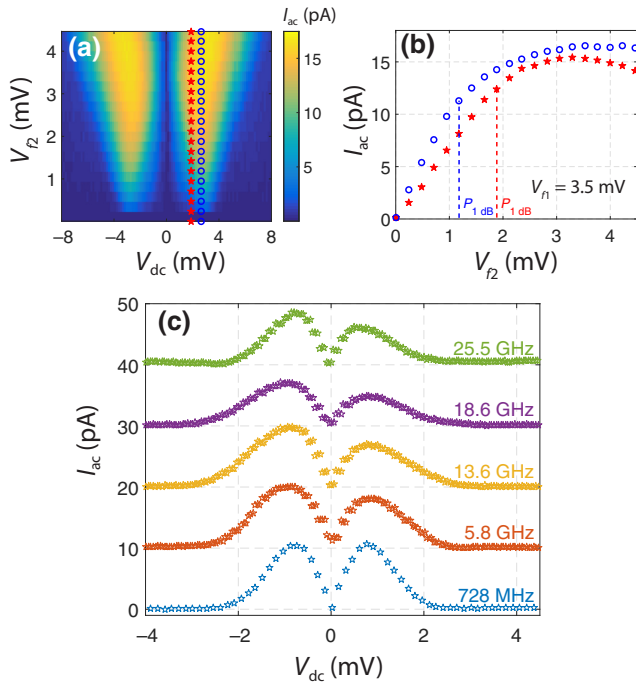 (a)
I_ac (pA)
V_f2 (mV)
4
3
2
1
15
10
5
−8 −4 0 4 8
V_dc (mV)
(b)
I_ac (pA)
15
10
5
0
P_1 dB P_1 dB
V_f1 = 3.5 mV
0 1 2 3 4
V_f2 (mV)
(c)
I_ac (pA)
50
40
30
20
10
0
25.5 GHz
18.6 GHz
13.6 GHz
5.8 GHz
728 MHz
−4 −2 0 2 4
V_dc (mV)